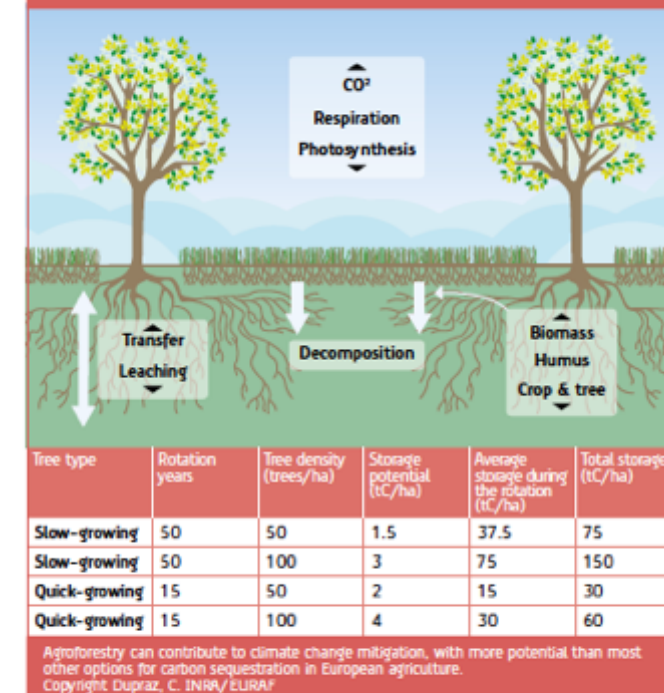 CO²
Respiration
Photosynthesis
Transfer
Leaching
Decomposition
Biomass
Humus
Crop & tree
Tree type Rotation years Tree density (trees/ha) Storage potential (tC/ha) Average storage during the rotation (tC/ha) Total storage (tC/ha)
Slow-growing 50 50 1.5 37.5 75
Slow-growing 50 100 3 75 150
Quick-growing 15 50 2 15 30
Quick-growing 15 100 4 30 60
Agroforestry can contribute to climate change mitigation, with more potential than most
other options for carbon sequestration in European agriculture.
Copyright Dupraz, C. INRA/EURAF